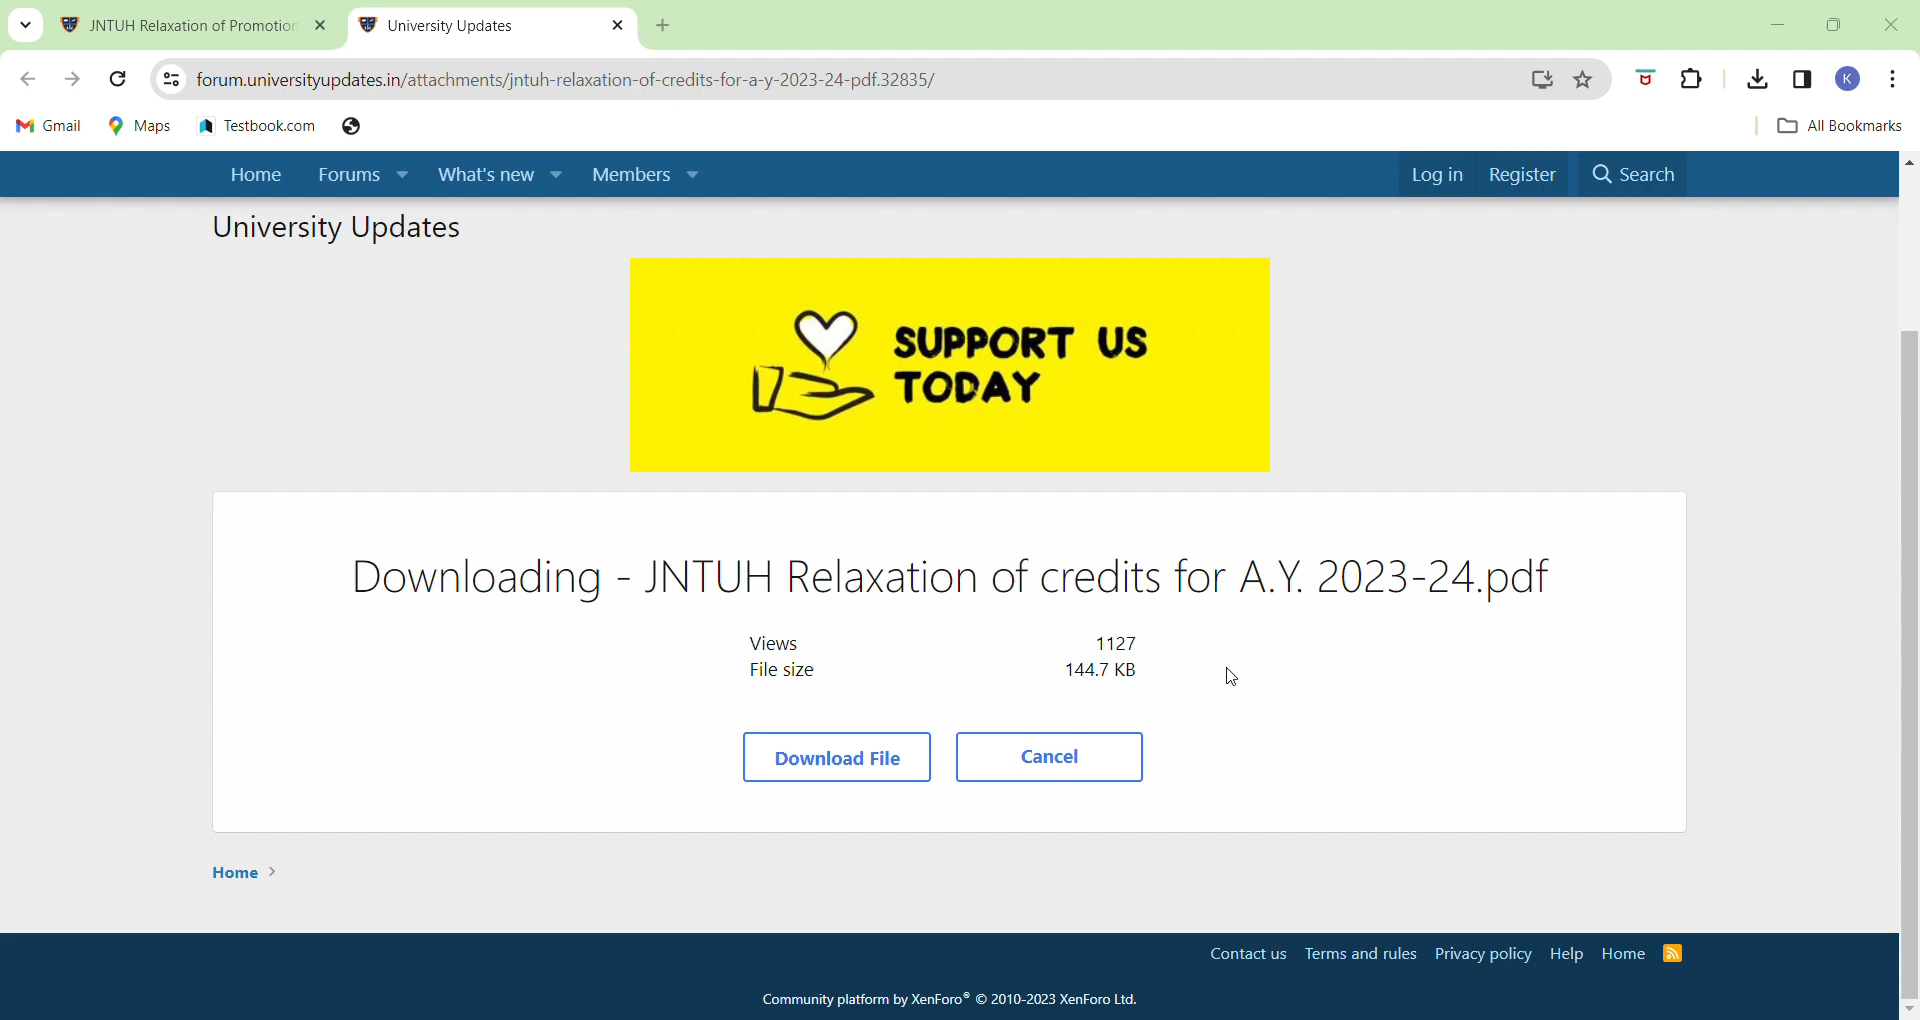 JNTUH Relaxation of Promotion
University Updates
forum.universityupdates.in/attachments/jntuh-relaxation-of-credits-for-a-y-2023-24-pdf.32835/
K
Gmail Maps Testbook.com All Bookmarks
Home Forums What's new Members Log in Register Search
University Updates
SUPPORT US
TODAY
Downloading - JNTUH Relaxation of credits for A.Y. 2023-24.pdf
Views 1127
File size 144.7 KB
Download File Cancel
Home
Contact us Terms and rules Privacy policy Help Home
Community platform by XenForo® © 2010-2023 XenForo Ltd.